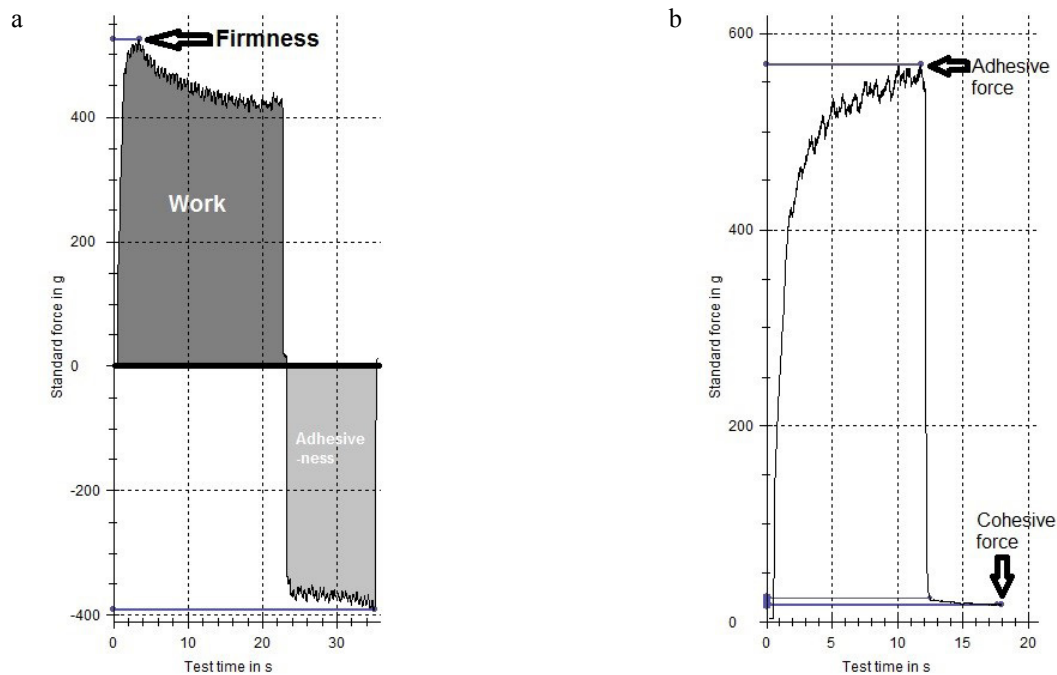 a
Firmness
400
200
0
-200
-400
Standard force in g
Work
Adhesive
-ness
0
10
20
30
Test time in s
b
600
400
200
0
Standard force in g
Adhesive
force
Cohesive
force
0
5
10
15
20
Test time in s